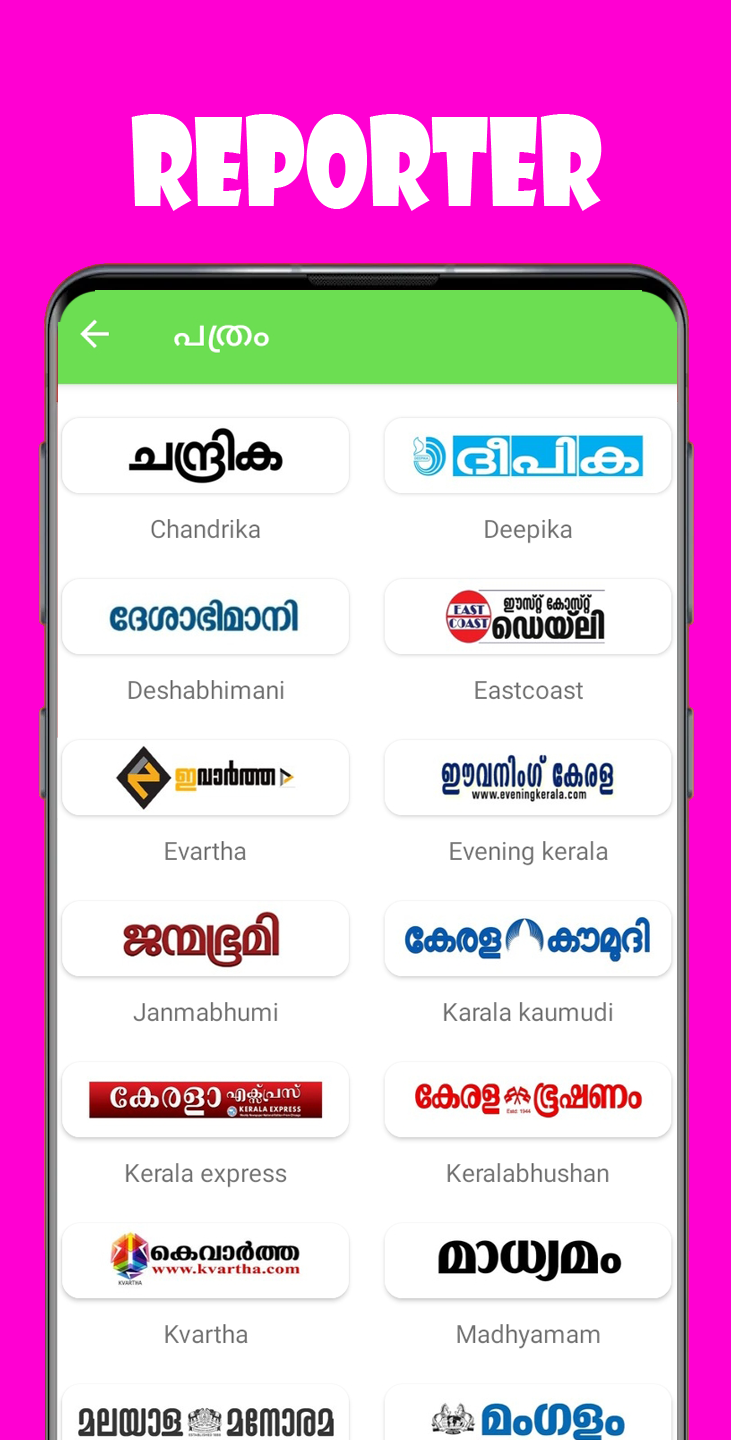 REPORTER
പത്രം
ചന്ദ്രിക
ദീപിക
Chandrika
Deepika
ദേശാഭിമാനി
EAST COAST
ഈസ്റ്റ് കോസ്റ്റ്
ഡെയ്‌ലി
Deshabhimani
Eastcoast
ഇവാർത്ത
ഈവനിംഗ് കേരള
www.eveningkerala.com
Evartha
Evening kerala
ജന്മഭൂമി
കേരള കൗമുദി
Janmabhumi
Karala kaumudi
കേരളാ എക്സ്പ്രസ്
KERALA EXPRESS
കേരള ഭൂഷണം
Estd: 1944
Kerala express
Keralabhushan
കെവാർത്ത
www.kvartha.com
KVARTHA
മാധ്യമം
Kvartha
Madhyamam
മലയാള മനോരമ
മംഗളം